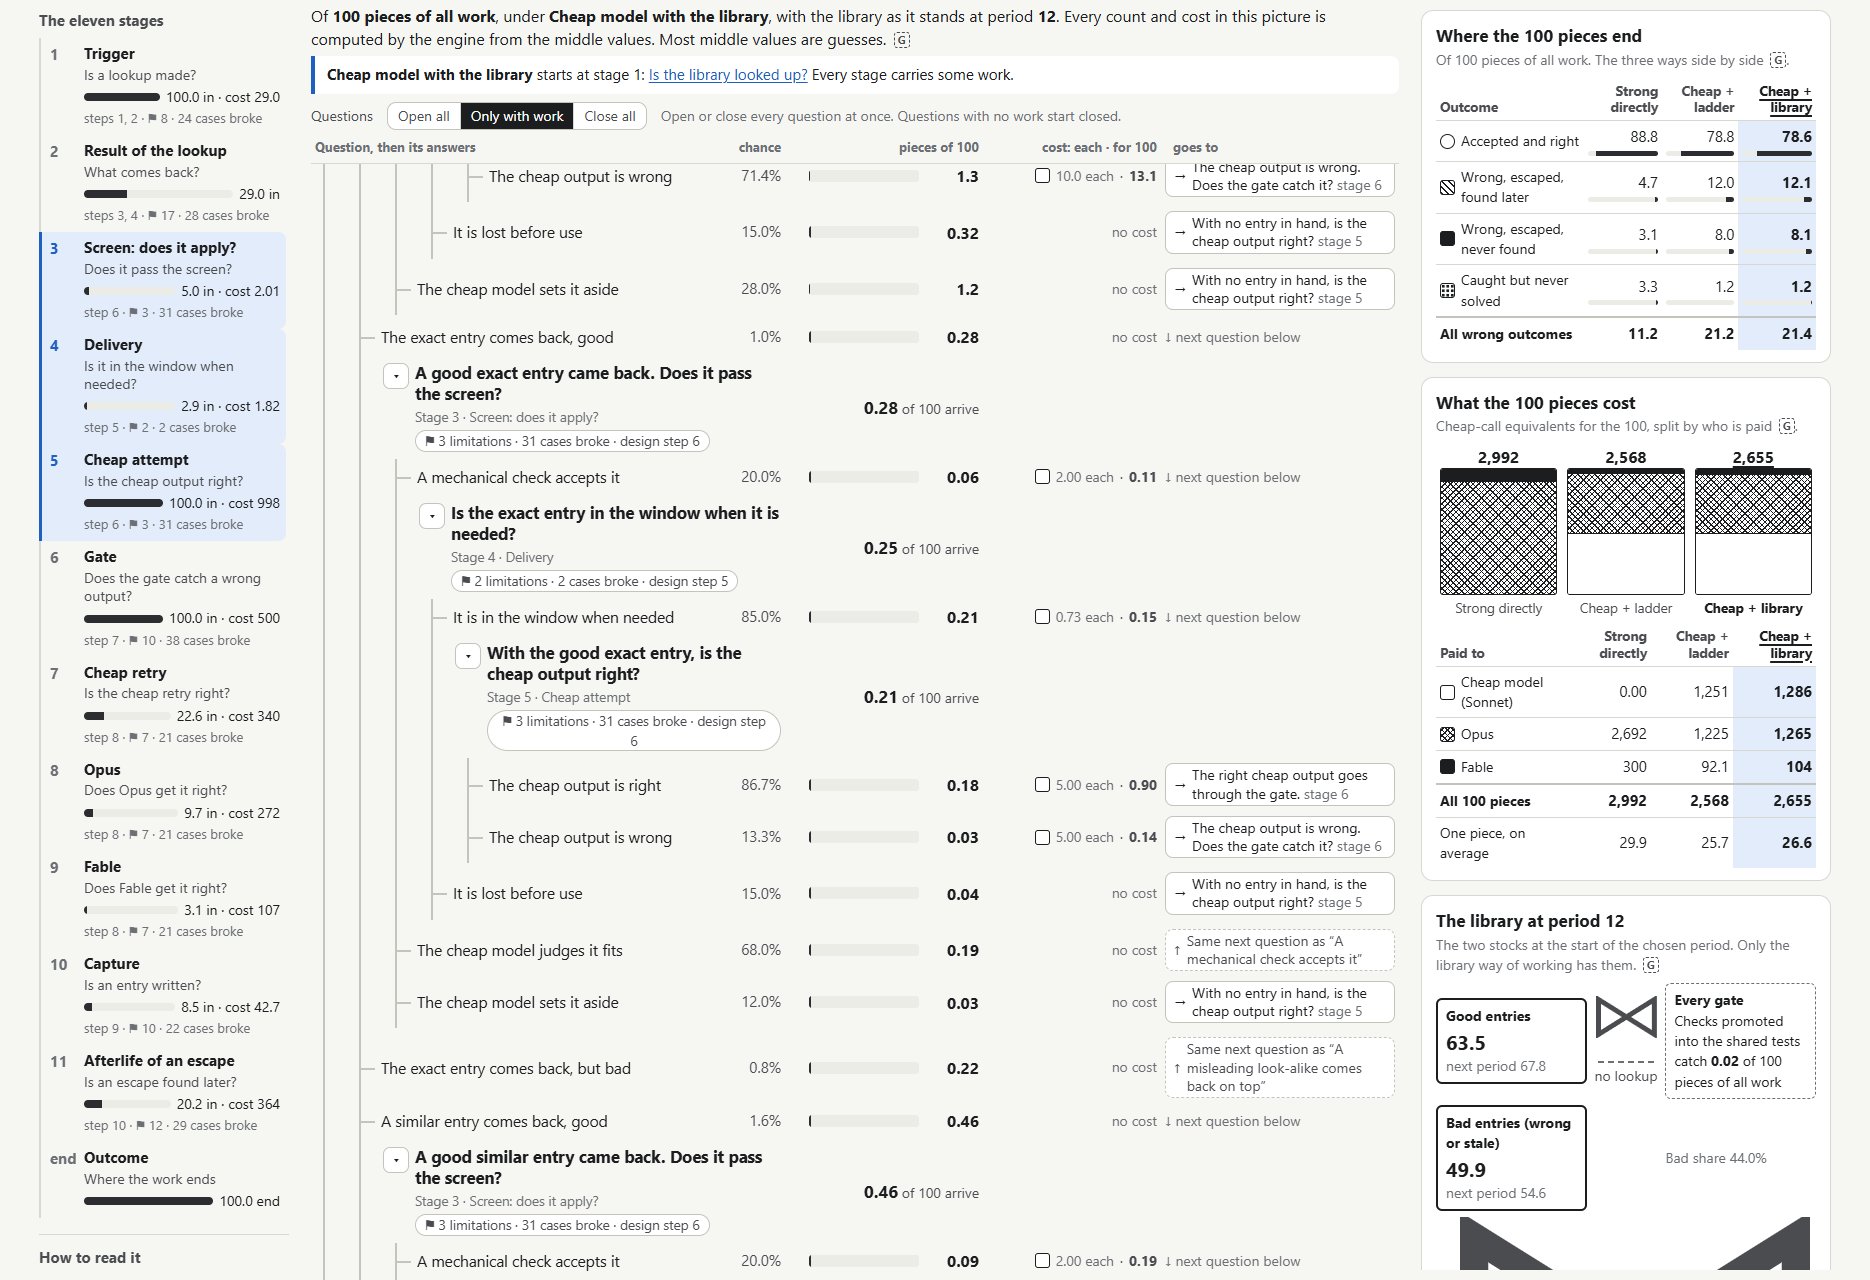 The eleven stages
1 Trigger
Is a lookup made?
100.0 in · cost 29.0
steps 1, 2 · ⚑ 8 · 24 cases broke
2 Result of the lookup
What comes back?
29.0 in
steps 3, 4 · ⚑ 17 · 28 cases broke
3 Screen: does it apply?
Does it pass the screen?
5.0 in · cost 2.01
step 6 · ⚑ 3 · 31 cases broke
4 Delivery
Is it in the window when
needed?
2.9 in · cost 1.82
step 5 · ⚑ 2 · 2 cases broke
5 Cheap attempt
Is the cheap output right?
100.0 in · cost 998
step 6 · ⚑ 3 · 31 cases broke
6 Gate
Does the gate catch a wrong
output?
100.0 in · cost 500
step 7 · ⚑ 10 · 38 cases broke
7 Cheap retry
Is the cheap retry right?
22.6 in · cost 340
step 8 · ⚑ 7 · 21 cases broke
8 Opus
Does Opus get it right?
9.7 in · cost 272
step 8 · ⚑ 7 · 21 cases broke
9 Fable
Does Fable get it right?
3.1 in · cost 107
step 8 · ⚑ 7 · 21 cases broke
10 Capture
Is an entry written?
8.5 in · cost 42.7
step 9 · ⚑ 10 · 22 cases broke
11 Afterlife of an escape
Is an escape found later?
20.2 in · cost 364
step 10 · ⚑ 12 · 29 cases broke
end Outcome
Where the work ends
100.0 end
How to read it
Of 100 pieces of all work, under Cheap model with the library, with the library as it stands at period 12. Every count and cost in this picture is
computed by the engine from the middle values. Most middle values are guesses. G
Cheap model with the library starts at stage 1: Is the library looked up? Every stage carries some work.
Questions Open all Only with work Close all Open or close every question at once. Questions with no work start closed.
Question, then its answers chance pieces of 100 cost: each · for 100 goes to
The cheap output is wrong 71.4% 1.3 10.0 each · 13.1 → The cheap output is wrong.
Does the gate catch it? stage 6
It is lost before use 15.0% 0.32 no cost → With no entry in hand, is the
cheap output right? stage 5
The cheap model sets it aside 28.0% 1.2 no cost → With no entry in hand, is the
cheap output right? stage 5
The exact entry comes back, good 1.0% 0.28 no cost ↓ next question below
A good exact entry came back. Does it pass
the screen?
0.28 of 100 arrive
Stage 3 · Screen: does it apply?
⚑ 3 limitations · 31 cases broke · design step 6
A mechanical check accepts it 20.0% 0.06 2.00 each · 0.11 ↓ next question below
Is the exact entry in the window when it is
needed?
0.25 of 100 arrive
Stage 4 · Delivery
⚑ 2 limitations · 2 cases broke · design step 5
It is in the window when needed 85.0% 0.21 0.73 each · 0.15 ↓ next question below
With the good exact entry, is the
cheap output right?
Stage 5 · Cheap attempt 0.21 of 100 arrive
⚑ 3 limitations · 31 cases broke · design step
6
The cheap output is right 86.7% 0.18 5.00 each · 0.90 → The right cheap output goes
through the gate. stage 6
The cheap output is wrong 13.3% 0.03 5.00 each · 0.14 → The cheap output is wrong.
Does the gate catch it? stage 6
It is lost before use 15.0% 0.04 no cost → With no entry in hand, is the
cheap output right? stage 5
The cheap model judges it fits 68.0% 0.19 no cost ↑ Same next question as “A
mechanical check accepts it”
The cheap model sets it aside 12.0% 0.03 no cost → With no entry in hand, is the
cheap output right? stage 5
The exact entry comes back, but bad 0.8% 0.22 no cost ↑ Same next question as “A
misleading look-alike comes
back on top”
A similar entry comes back, good 1.6% 0.46 no cost ↓ next question below
A good similar entry came back. Does it pass
the screen?
0.46 of 100 arrive
Stage 3 · Screen: does it apply?
⚑ 3 limitations · 31 cases broke · design step 6
A mechanical check accepts it 20.0% 0.09 2.00 each · 0.19 ↓ next question below
Where the 100 pieces end
Of 100 pieces of all work. The three ways side by side G.
Outcome Strong directly Cheap + ladder Cheap + library
Accepted and right 88.8 78.8 78.6
Wrong, escaped, found later 4.7 12.0 12.1
Wrong, escaped, never found 3.1 8.0 8.1
Caught but never solved 3.3 1.2 1.2
All wrong outcomes 11.2 21.2 21.4
What the 100 pieces cost
Cheap-call equivalents for the 100, split by who is paid G.
2,992 2,568 2,655
Strong directly Cheap + ladder Cheap + library
Paid to Strong directly Cheap + ladder Cheap + library
Cheap model (Sonnet) 0.00 1,251 1,286
Opus 2,692 1,225 1,265
Fable 300 92.1 104
All 100 pieces 2,992 2,568 2,655
One piece, on average 29.9 25.7 26.6
The library at period 12
The two stocks at the start of the chosen period. Only the
library way of working has them. G
Good entries
63.5
next period 67.8
no lookup
Every gate
Checks promoted
into the shared tests
catch 0.02 of 100
pieces of all work
Bad entries (wrong
or stale)
49.9
next period 54.6
Bad share 44.0%